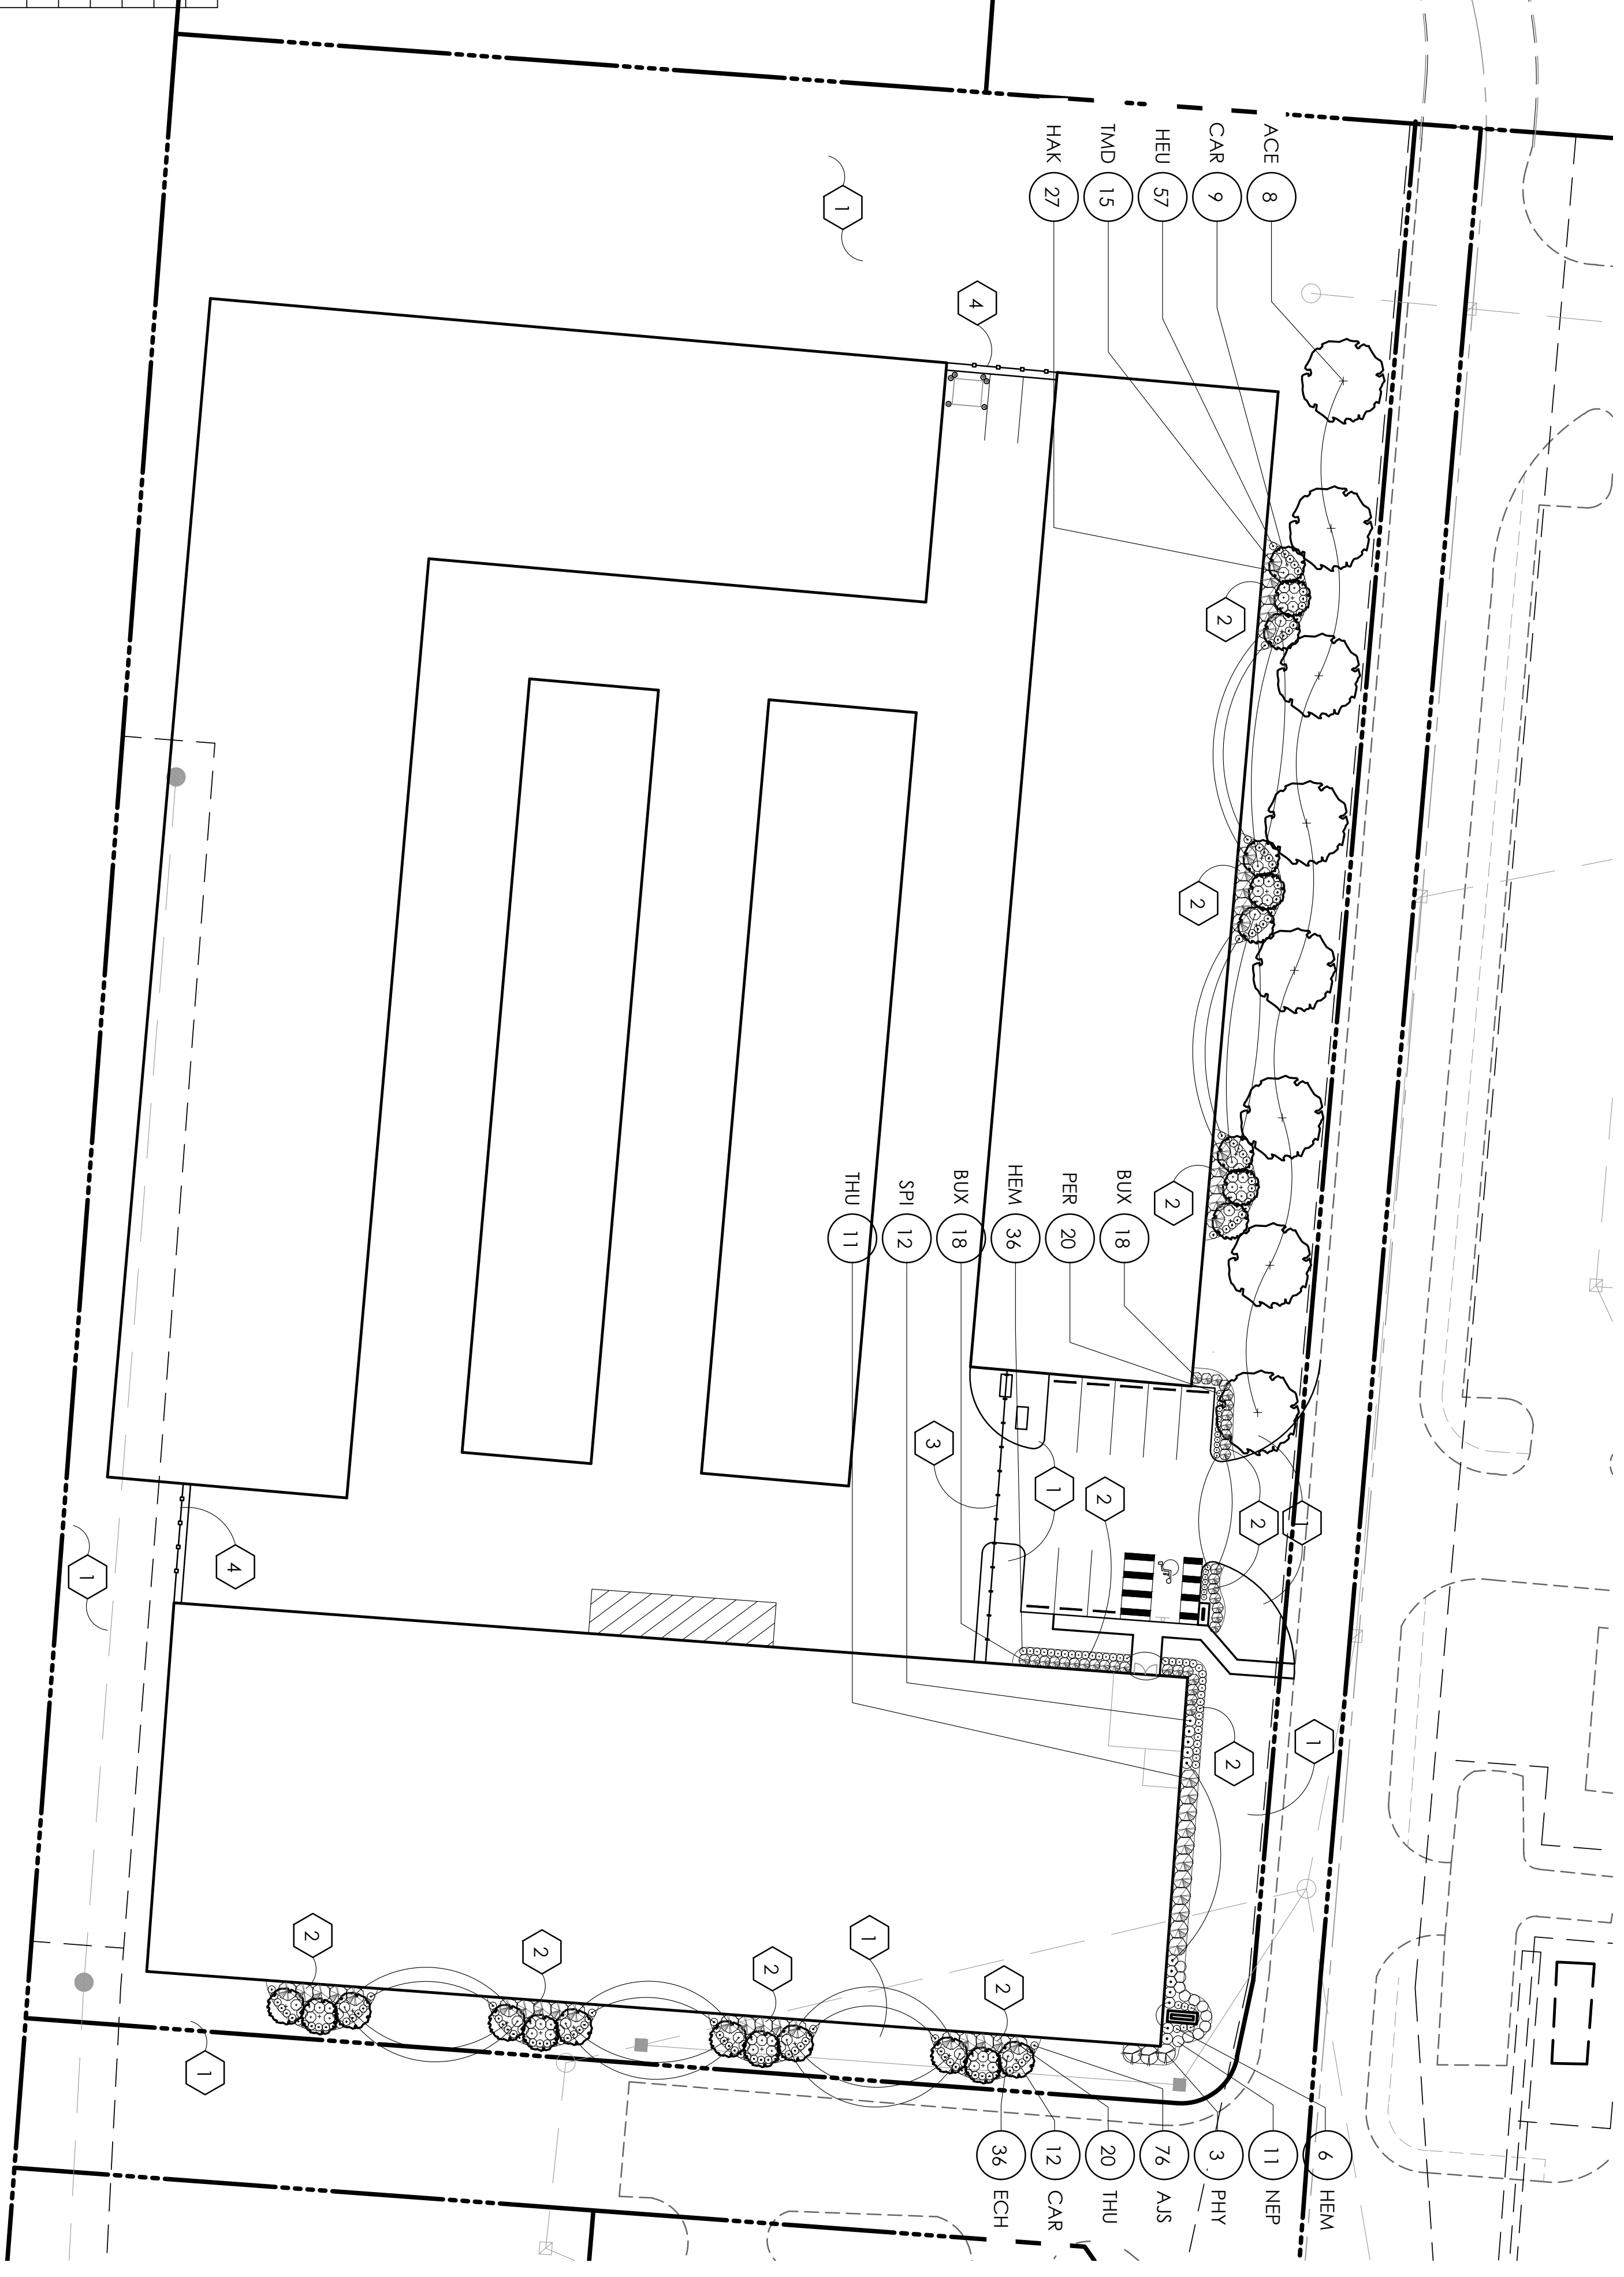 ACE 8
CAR 9
HEU 57
TMD 15
HAK 27
1
4
2
2
2
BUX 18
PER 20
HEM 36
BUX 18
SPI 12
THU 11
1
2
2
1
3
1
2
4
1
2
1
2
2
2
1
6 HEM
11 NEP
3 PHY
76 AJS
20 THU
12 CAR
36 ECH